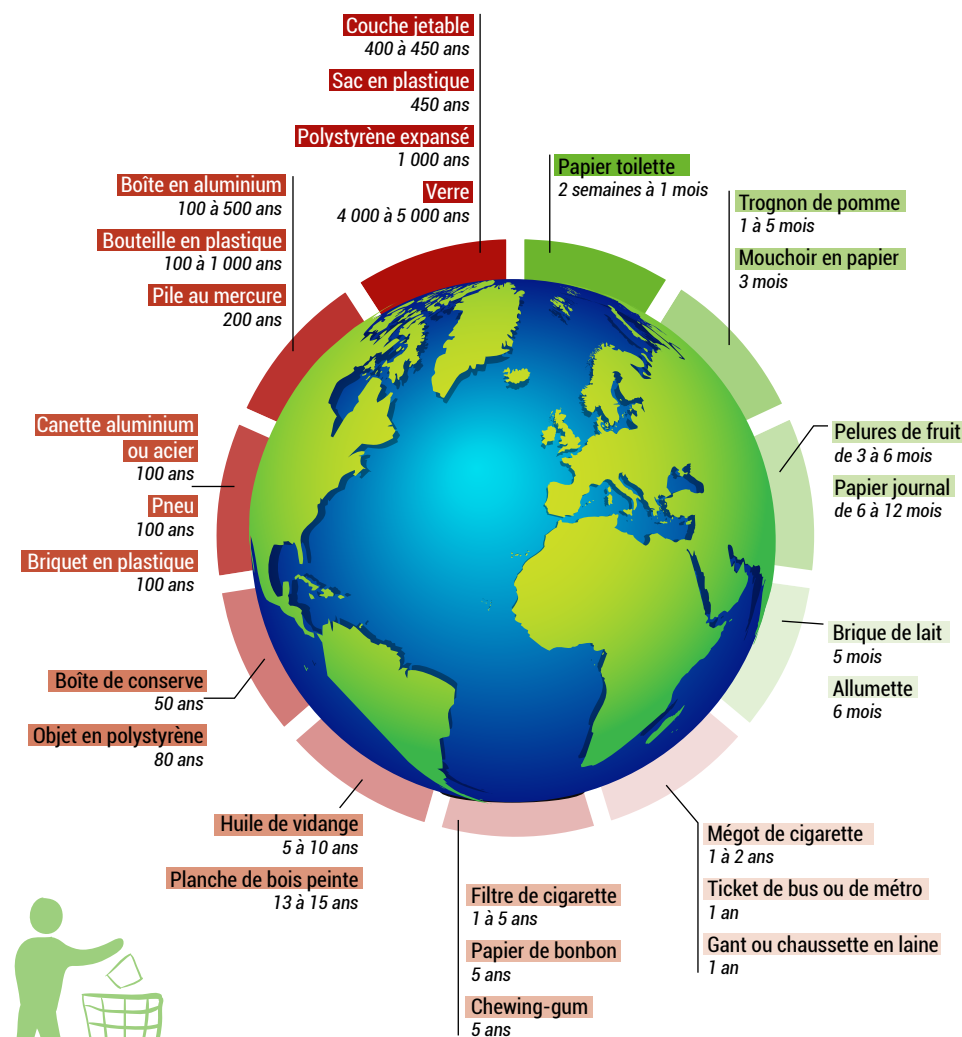 Couche jetable
400 à 450 ans
Sac en plastique
450 ans
Polystyrène expansé
1 000 ans
Verre
4 000 à 5 000 ans
Papier toilette
2 semaines à 1 mois
Trognon de pomme
1 à 5 mois
Mouchoir en papier
3 mois
Pelures de fruit
de 3 à 6 mois
Papier journal
de 6 à 12 mois
Brique de lait
5 mois
Allumette
6 mois
Mégot de cigarette
1 à 2 ans
Ticket de bus ou de métro
1 an
Gant ou chaussette en laine
1 an
Filtre de cigarette
1 à 5 ans
Papier de bonbon
5 ans
Chewing-gum
5 ans
Huile de vidange
5 à 10 ans
Planche de bois peinte
13 à 15 ans
Boîte de conserve
50 ans
Objet en polystyrène
80 ans
Canette aluminium
ou acier
100 ans
Pneu
100 ans
Briquet en plastique
100 ans
Boîte en aluminium
100 à 500 ans
Bouteille en plastique
100 à 1 000 ans
Pile au mercure
200 ans